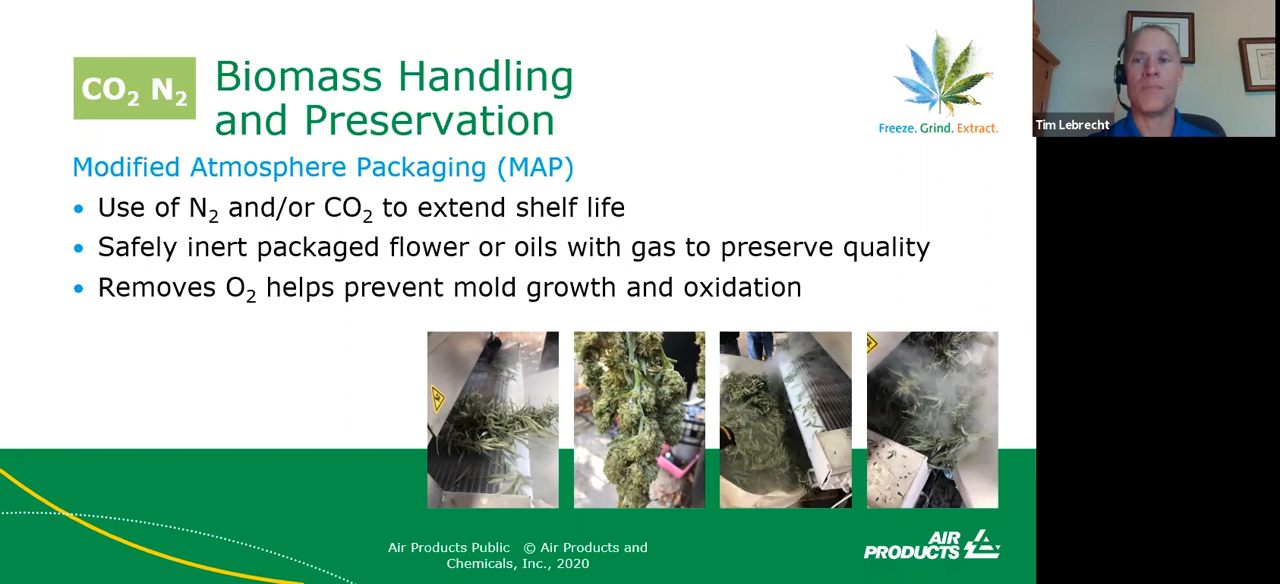 CO₂ N₂
Biomass Handling
and Preservation
Freeze. Grind. Extract.
Tim Lebrecht
Modified Atmosphere Packaging (MAP)
• Use of N₂ and/or CO₂ to extend shelf life
• Safely inert packaged flower or oils with gas to preserve quality
• Removes O₂ helps prevent mold growth and oxidation
Air Products Public © Air Products and
Chemicals, Inc., 2020
AIR
PRODUCTS